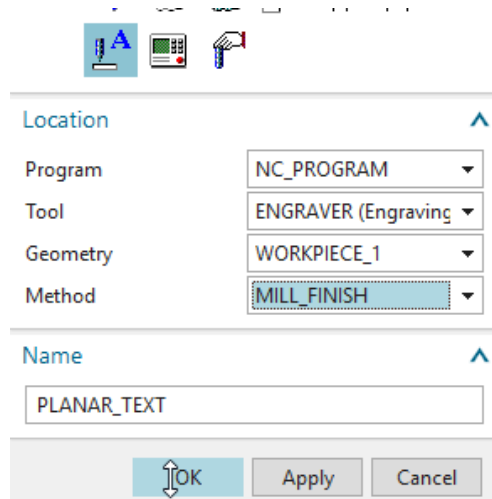 A
Location
Program NC_PROGRAM
Tool ENGRAVER (Engraving
Geometry WORKPIECE_1
Method MILL_FINISH
Name
PLANAR_TEXT
OK Apply Cancel